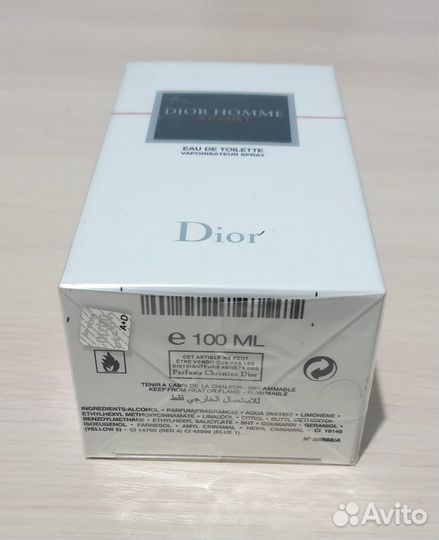 DIOR HOMME
SPORT
EAU DE TOILETTE
VAPORISATEUR SPRAY
Dior
A+D
e 100 ML
CET ARTICLE NE PEUT
ÊTRE VENDU QUE PAR LES
DISTRIBUTEURS AGRÉÉS DES
Parfums Christian Dior
TENIR A L'ABRI DE LA CHALEUR - INFLAMMABLE
KEEP FROM HEAT OR FLAME - FLAMMABLE
للاستعمال الخارجي فقط
INGREDIENTS: ALCOHOL • PARFUM (FRAGRANCE) • AQUA (WATER) • LIMONENE •
ETHYLHEXYL METHOXYCINNAMATE • LINALOOL • CITRAL • BUTYL METHOXYDI-
BENZOYLMETHANE • ETHYLHEXYL SALICYLATE • BHT • COUMARIN • GERANIOL •
ISOEUGENOL • FARNESOL • AMYL CINNAMAL • HEXYL CINNAMAL • CI 19140
(YELLOW 5) • CI 14700 (RED 4) CI 42090 (BLUE 1).
Avito